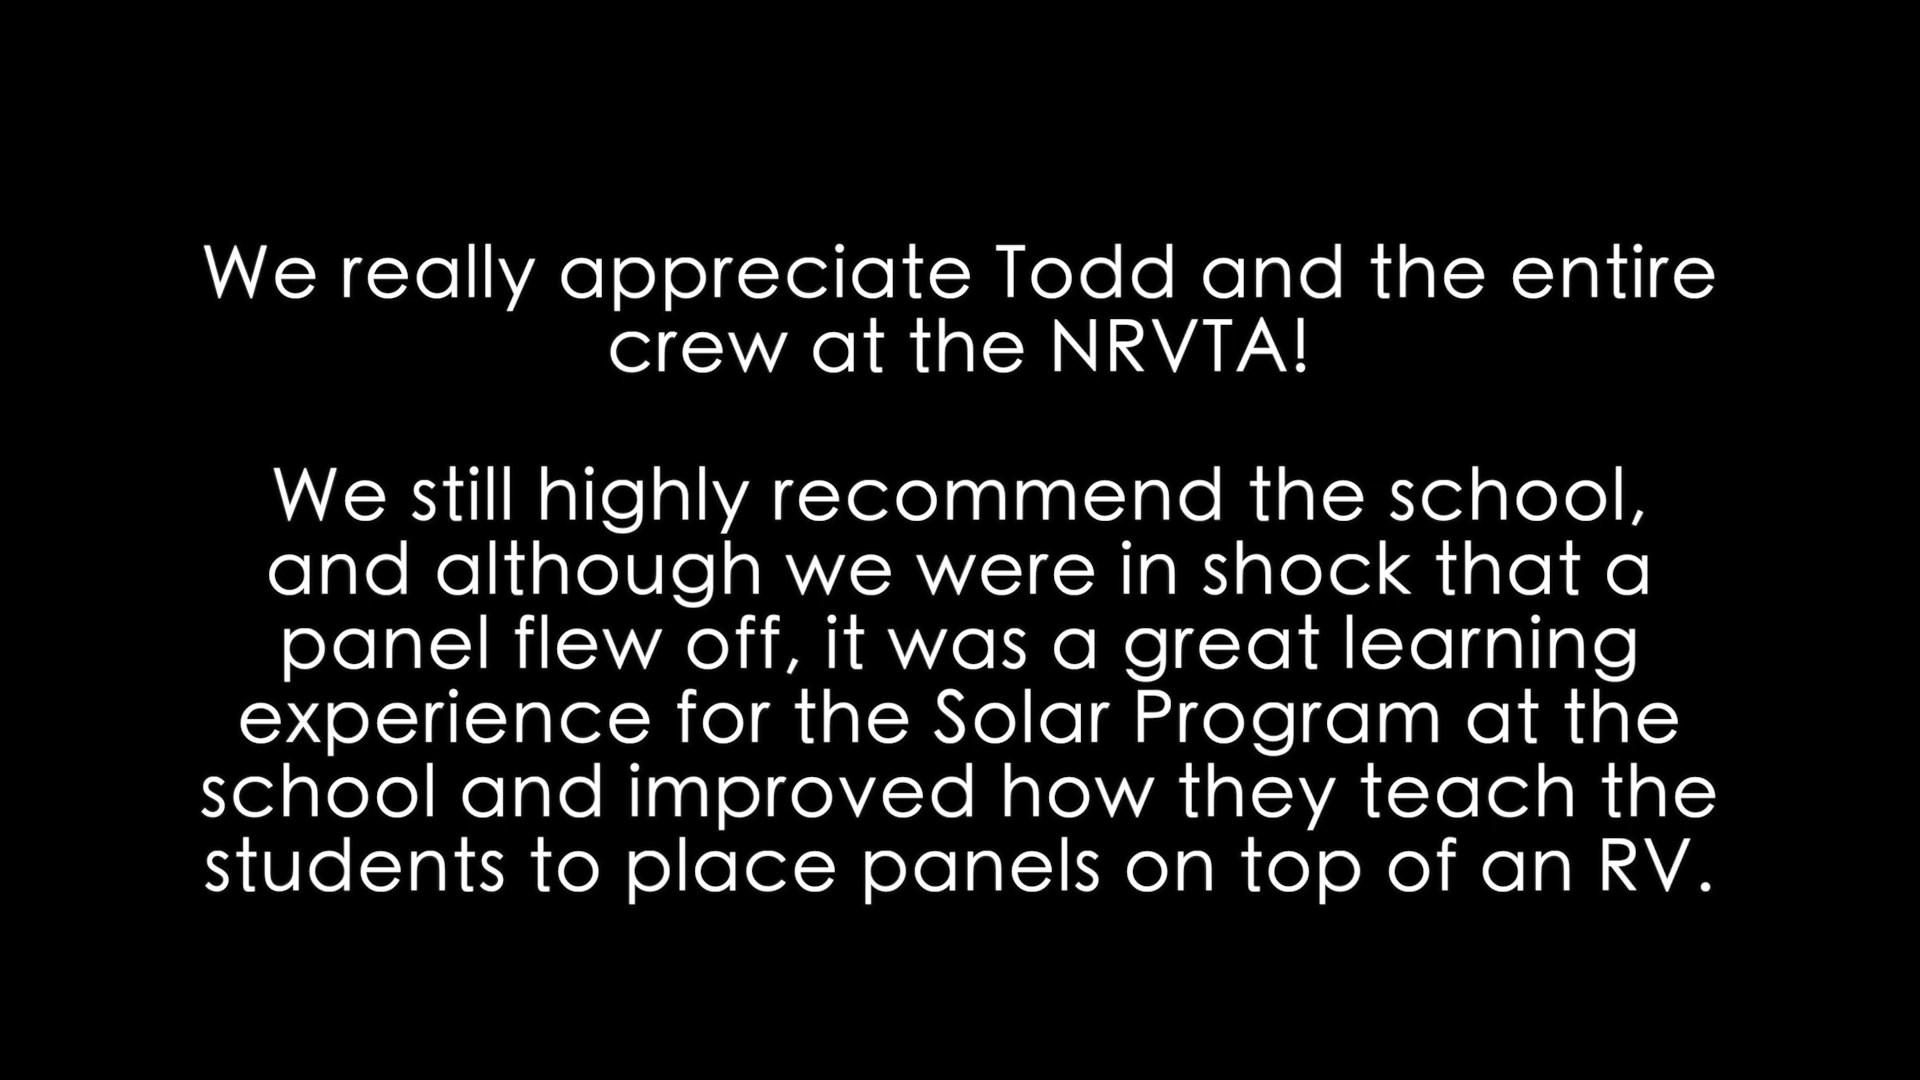 We really appreciate Todd and the entire
crew at the NRVTA!
We still highly recommend the school,
and although we were in shock that a
panel flew off, it was a great learning
experience for the Solar Program at the
school and improved how they teach the
students to place panels on top of an RV.